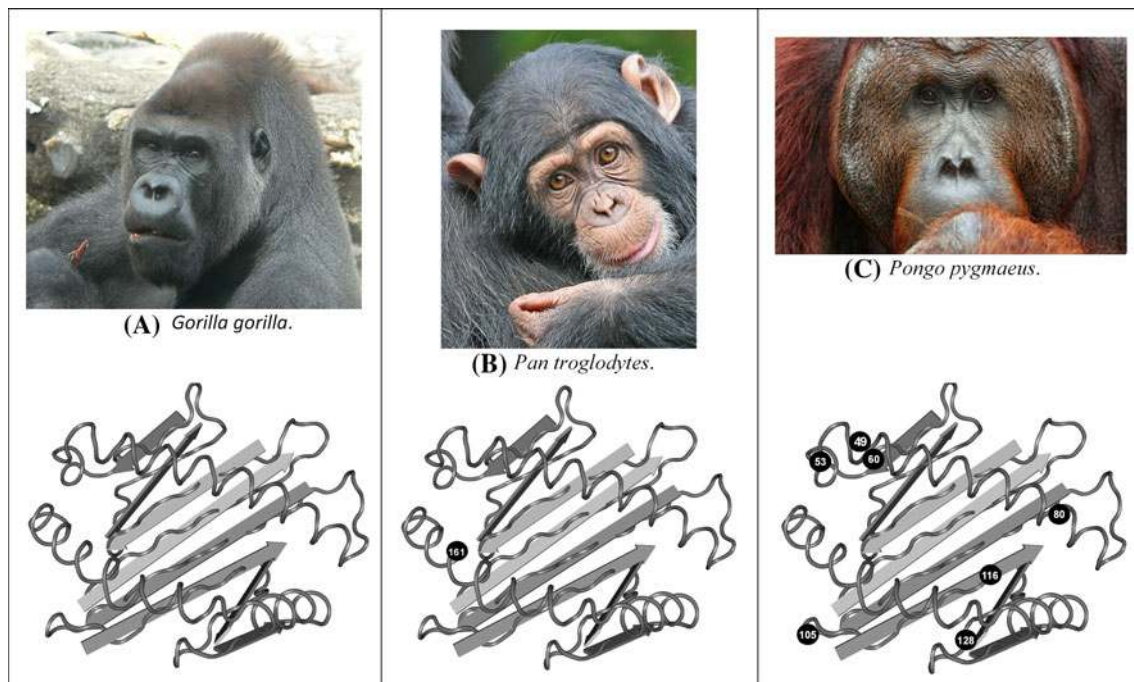 (A) Gorilla gorilla.
(B) Pan troglodytes.
(C) Pongo pygmaeus.
161
49
53
60
80
116
105
128